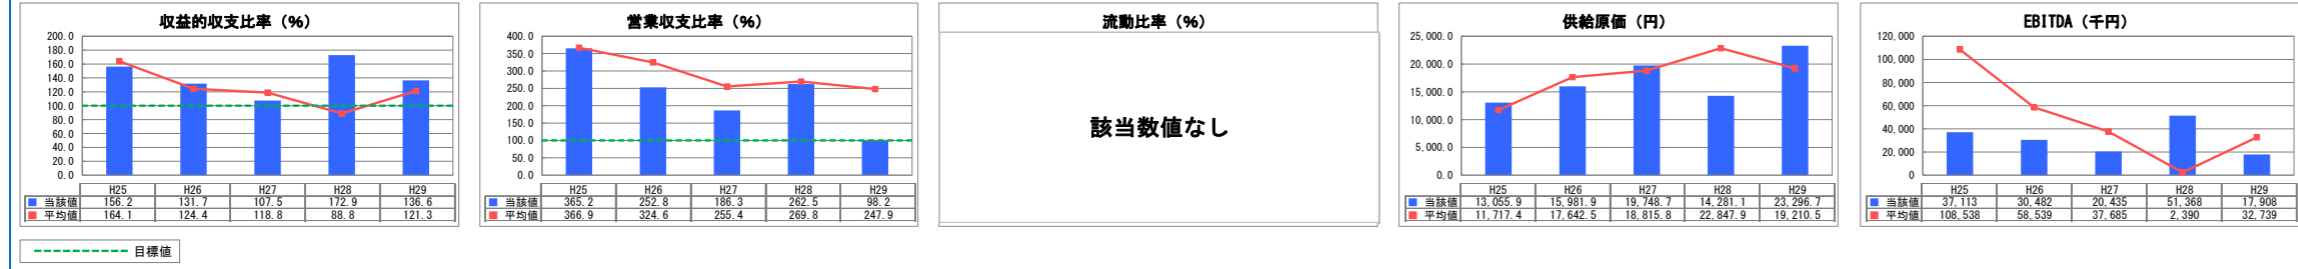 収益的収支比率（％）
200.0
180.0
160.0
140.0
120.0
100.0
80.0
60.0
40.0
20.0
0.0
H25 H26 H27 H28 H29
当該値 156.2 131.7 107.5 172.9 136.6
平均値 164.1 124.4 118.8 88.8 121.3
営業収支比率（％）
400.0
350.0
300.0
250.0
200.0
150.0
100.0
50.0
0.0
H25 H26 H27 H28 H29
当該値 365.2 252.8 186.3 262.5 98.2
平均値 366.9 324.6 255.4 269.8 247.9
流動比率（％）
該当数値なし
供給原価（円）
25,000.0
20,000.0
15,000.0
10,000.0
5,000.0
0.0
H25 H26 H27 H28 H29
当該値 13,055.9 15,981.9 19,748.7 14,281.1 23,296.7
平均値 11,717.4 17,642.5 18,815.8 22,847.9 19,210.5
EBITDA（千円）
120,000
100,000
80,000
60,000
40,000
20,000
0
H25 H26 H27 H28 H29
当該値 37,113 30,482 20,435 51,368 17,908
平均値 108,538 58,539 37,685 2,390 32,739
目標値